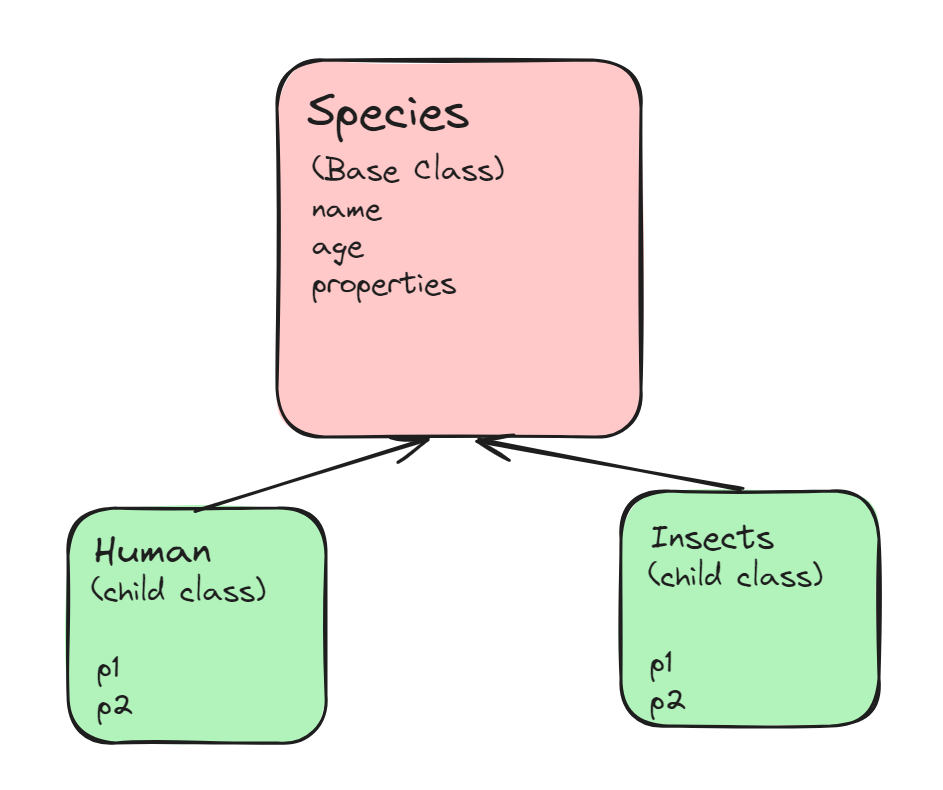 Species
(Base Class)
name
age
properties
Human
(child class)
p1
p2
Insects
(child class)
p1
p2